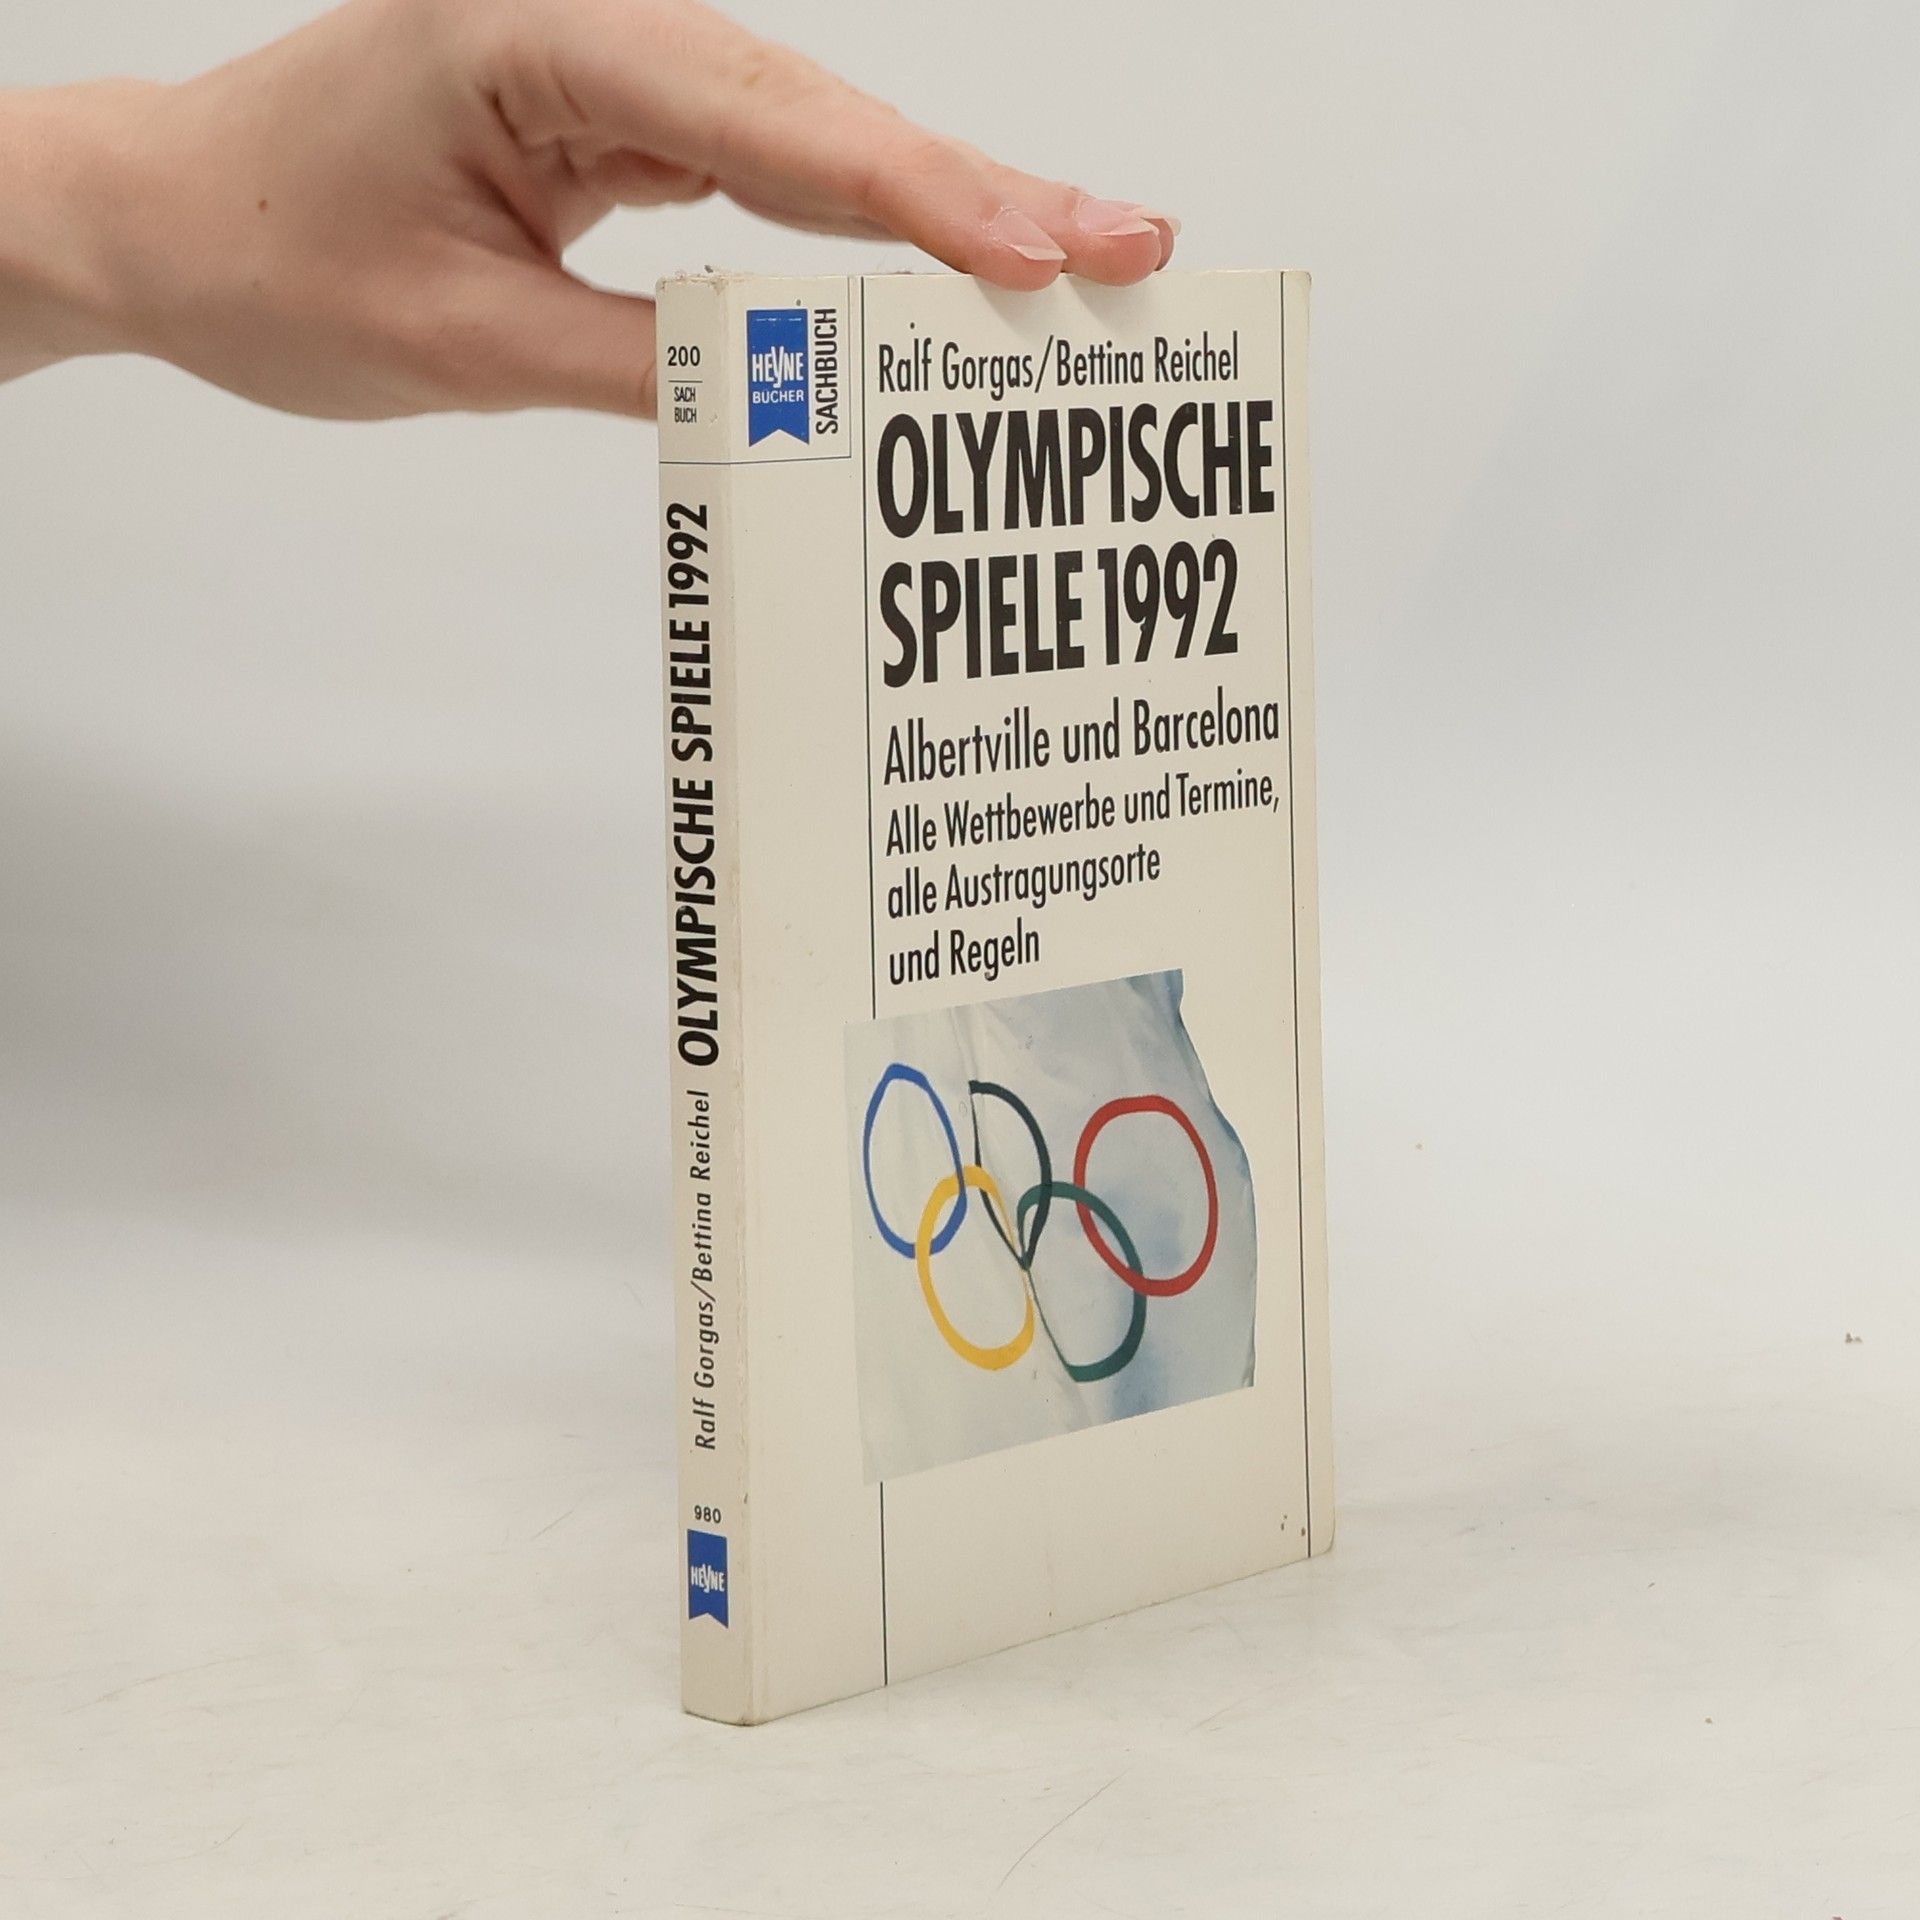 200
SACH
BUCH
OLYMPISCHE SPIELE 1992
Ralf Gorgas/Bettina Reichel
980
HEYNE
HEYNE
BÜCHER
SACHBUCH
Ralf Gorgas/Bettina Reichel
OLYMPISCHE
SPIELE 1992
Albertville und Barcelona
Alle Wettbewerbe und Termine,
alle Austragungsorte
und Regeln